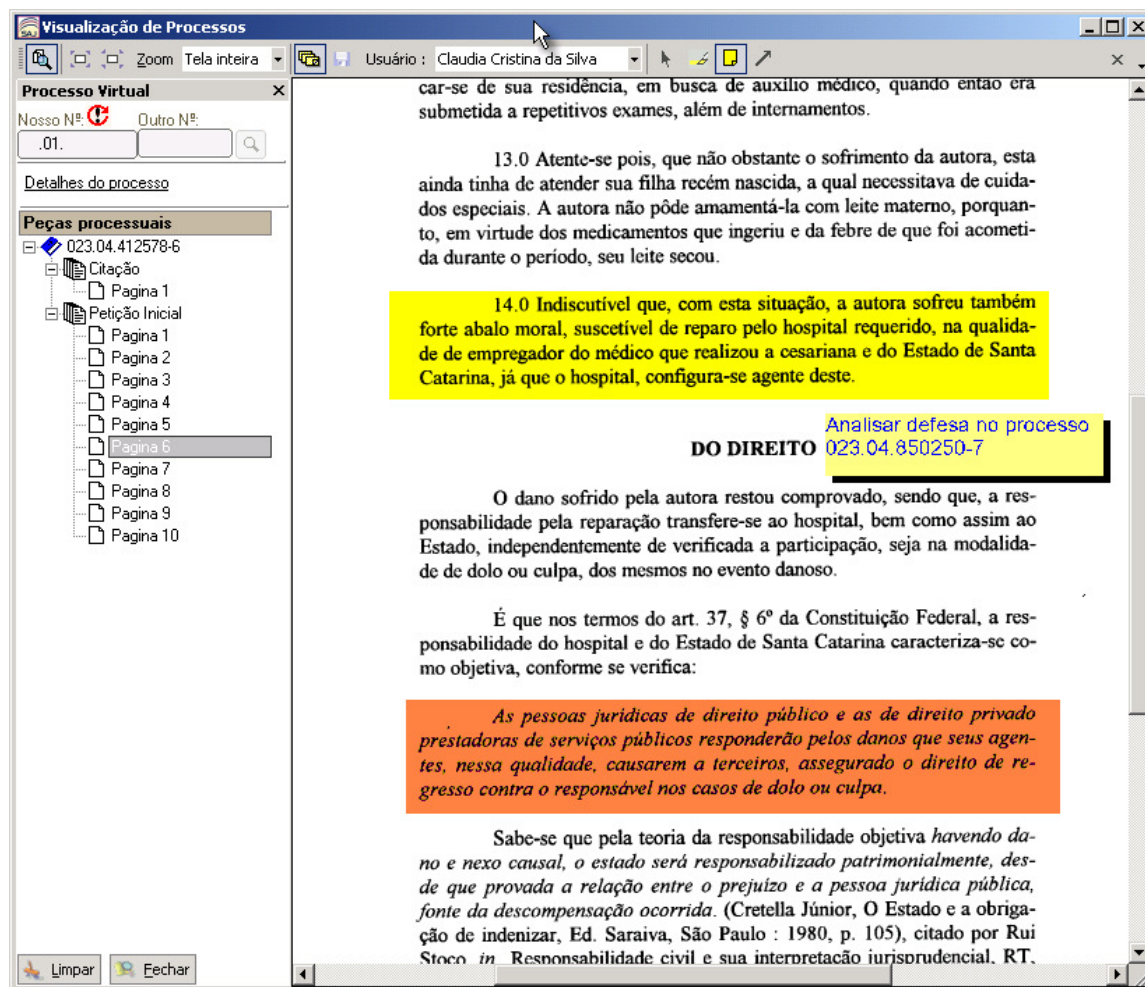 Visualização de Processos
Zoom Tela inteira Usuário : Claudia Cristina da Silva
Processo Virtual
Nosso Nº: Outro Nº:
.01.
Detalhes do processo
Peças processuais
023.04.412578-6
Citação
Pagina 1
Petição Inicial
Pagina 1
Pagina 2
Pagina 3
Pagina 4
Pagina 5
Pagina 6
Pagina 7
Pagina 8
Pagina 9
Pagina 10
Limpar Fechar
car-se de sua residência, em busca de auxílio médico, quando então era
submetida a repetitivos exames, além de internamentos.
13.0 Atente-se pois, que não obstante o sofrimento da autora, esta
ainda tinha de atender sua filha recém nascida, a qual necessitava de cuida-
dos especiais. A autora não pôde amamentá-la com leite materno, porquan-
to, em virtude dos medicamentos que ingeriu e da febre de que foi acometi-
da durante o período, seu leite secou.
14.0 Indiscutível que, com esta situação, a autora sofreu também
forte abalo moral, suscetível de reparo pelo hospital requerido, na qualida-
de de empregador do médico que realizou a cesariana e do Estado de Santa
Catarina, já que o hospital, configura-se agente deste.
Analisar defesa no processo
023.04.850250-7
DO DIREITO
O dano sofrido pela autora restou comprovado, sendo que, a res-
ponsabilidade pela reparação transfere-se ao hospital, bem como assim ao
Estado, independentemente de verificada a participação, seja na modalida-
de de dolo ou culpa, dos mesmos no evento danoso.
É que nos termos do art. 37, § 6º da Constituição Federal, a res-
ponsabilidade do hospital e do Estado de Santa Catarina caracteriza-se co-
mo objetiva, conforme se verifica:
As pessoas jurídicas de direito público e as de direito privado
prestadoras de serviços públicos responderão pelos danos que seus agen-
tes, nessa qualidade, causarem a terceiros, assegurado o direito de re-
gresso contra o responsável nos casos de dolo ou culpa.
Sabe-se que pela teoria da responsabilidade objetiva havendo da-
no e nexo causal, o estado será responsabilizado patrimonialmente, des-
de que provada a relação entre o prejuízo e a pessoa jurídica pública,
fonte da descompensação ocorrida. (Cretella Júnior, O Estado e a obriga-
ção de indenizar, Ed. Saraiva, São Paulo : 1980, p. 105), citado por Rui
Stoco in Responsabilidade civil e sua interpretação jurisprudencial, RT,